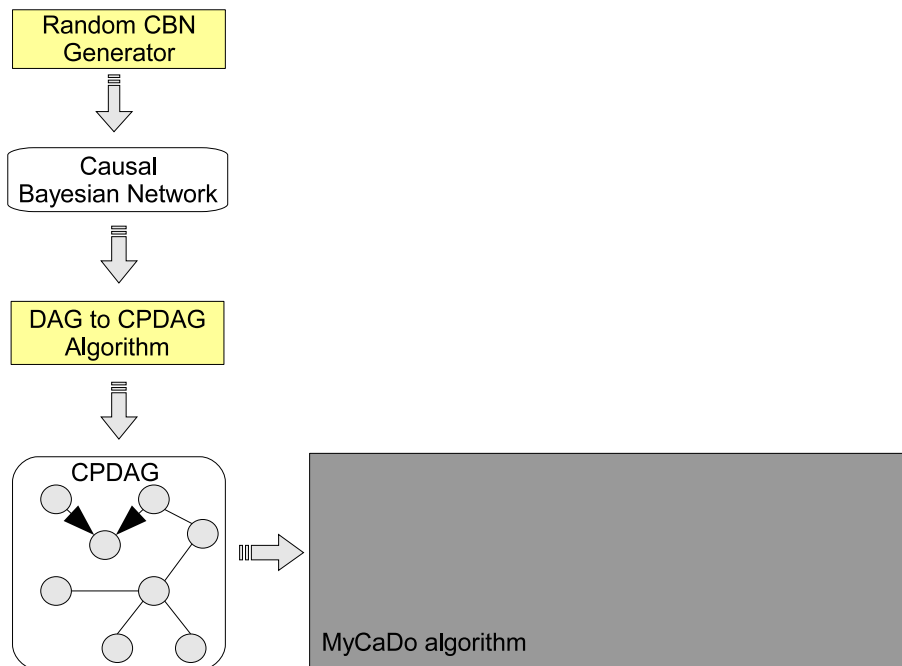 Random CBN
Generator
Causal
Bayesian Network
DAG to CPDAG
Algorithm
CPDAG
MyCaDo algorithm